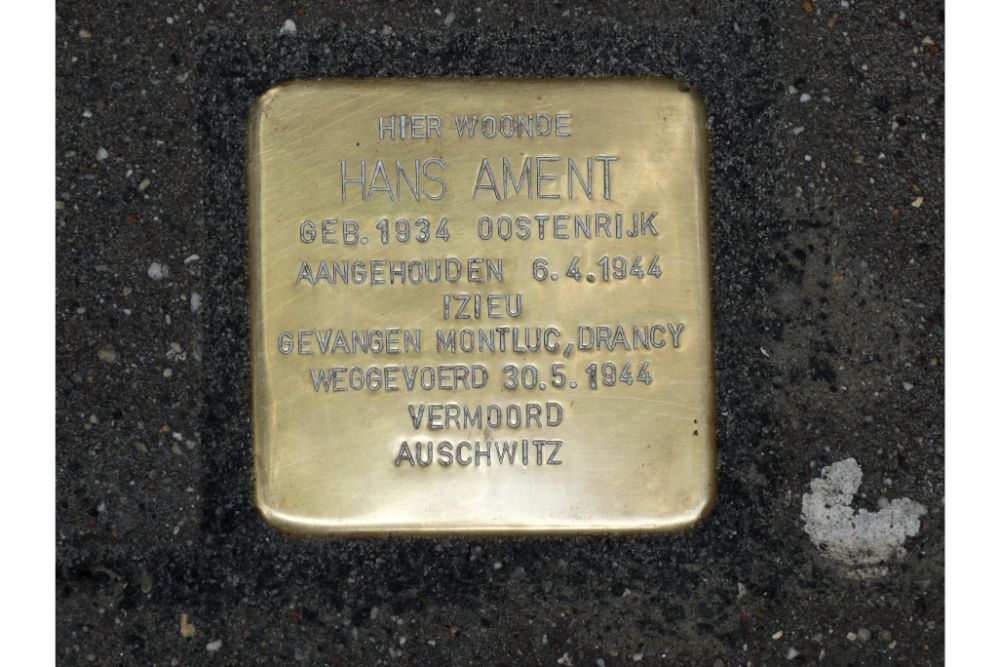 HIER WOONDE
HANS AMENT
GEB. 1934 OOSTENRIJK
AANGEHOUDEN 6.4.1944
IZIEU
GEVANGEN MONTLUC, DRANCY
WEGGEVOERD 30.5.1944
VERMOORD
AUSCHWITZ